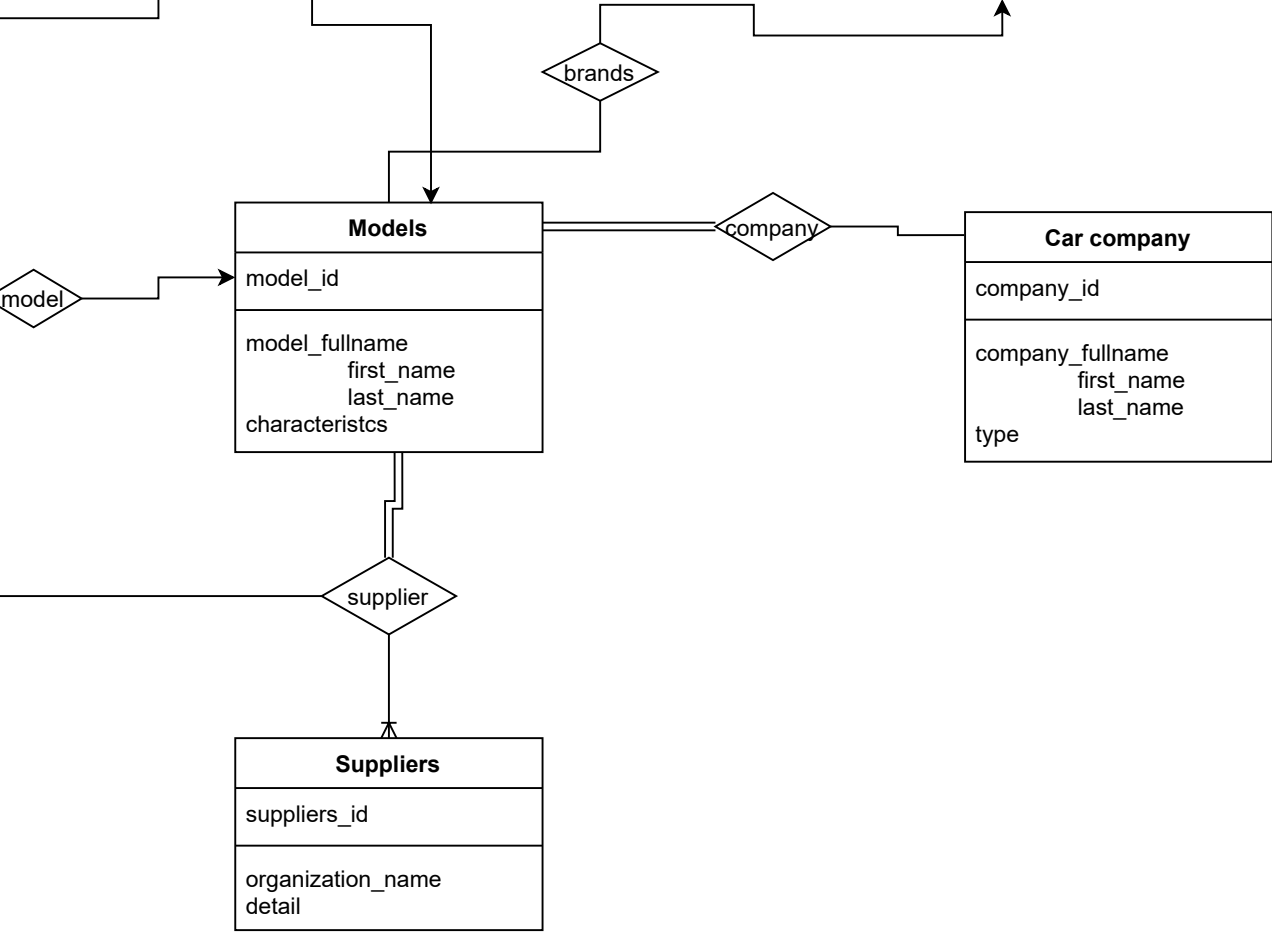 brands
Models
model_id
model_fullname
first_name
last_name
characteristcs
company
Car company
company_id
company_fullname
first_name
last_name
type
model
supplier
Suppliers
suppliers_id
organization_name
detail